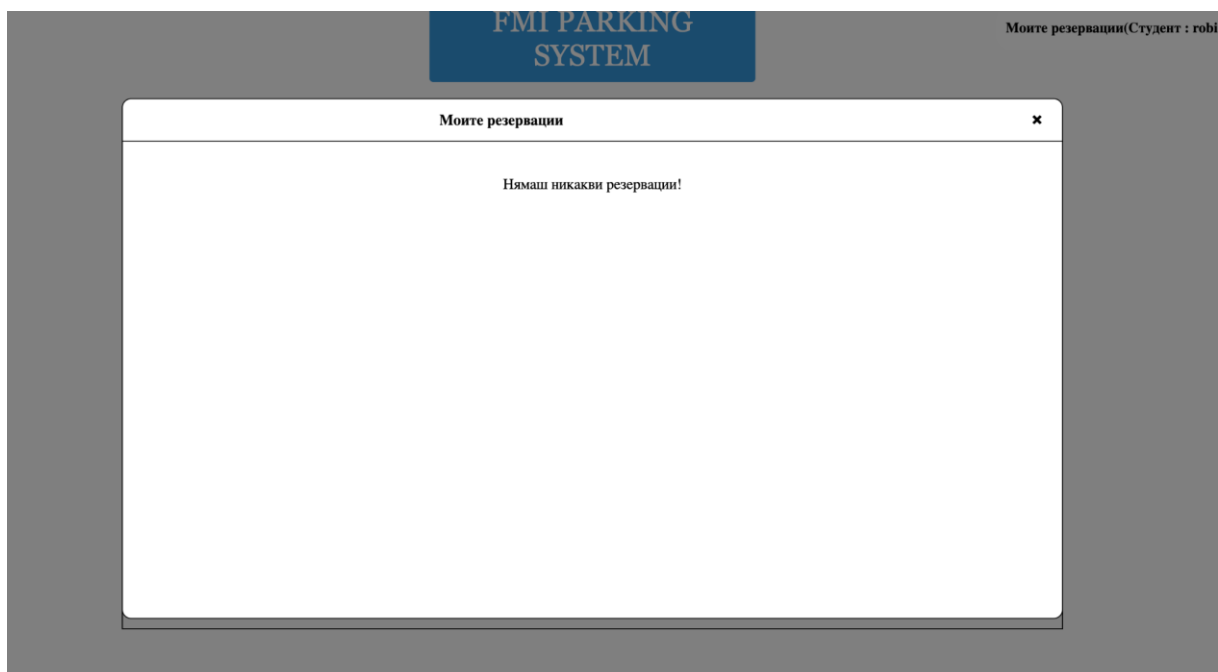 FMI PARKING
SYSTEM
Моите резервации(Студент : robi
Моите резервации
Нямаш никакви резервации!